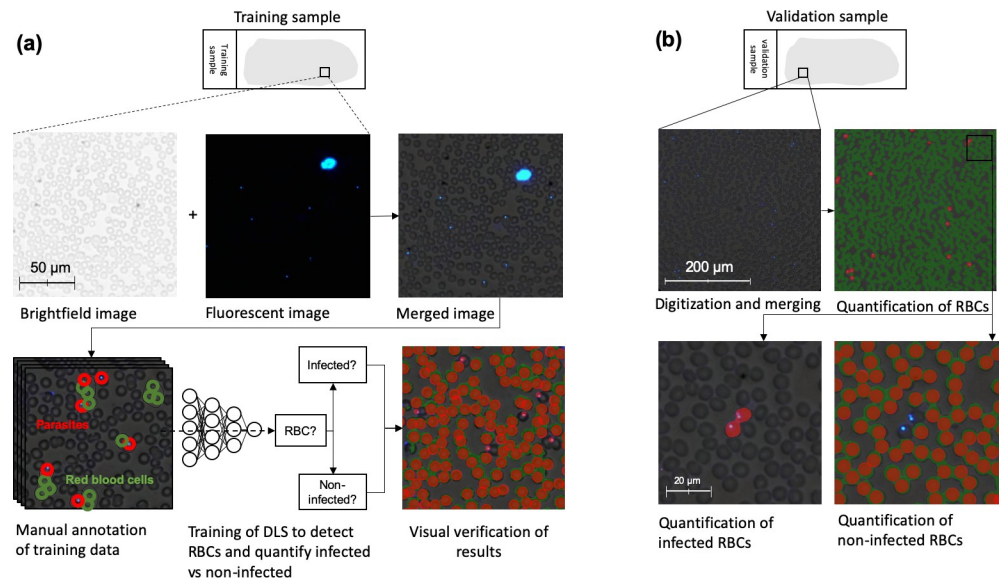 (a)
Training sample
Training
sample
50 µm
+
Brightfield image
Fluorescent image
Merged image
Parasites
Red blood cells
RBC?
Infected?
Non-
infected?
Manual annotation
of training data
Training of DLS to detect
RBCs and quantify infected
vs non-infected
Visual verification of
results
(b)
Validation sample
validation
sample
200 µm
Digitization and merging
Quantification of RBCs
20 µm
Quantification of
infected RBCs
Quantification of
non-infected RBCs